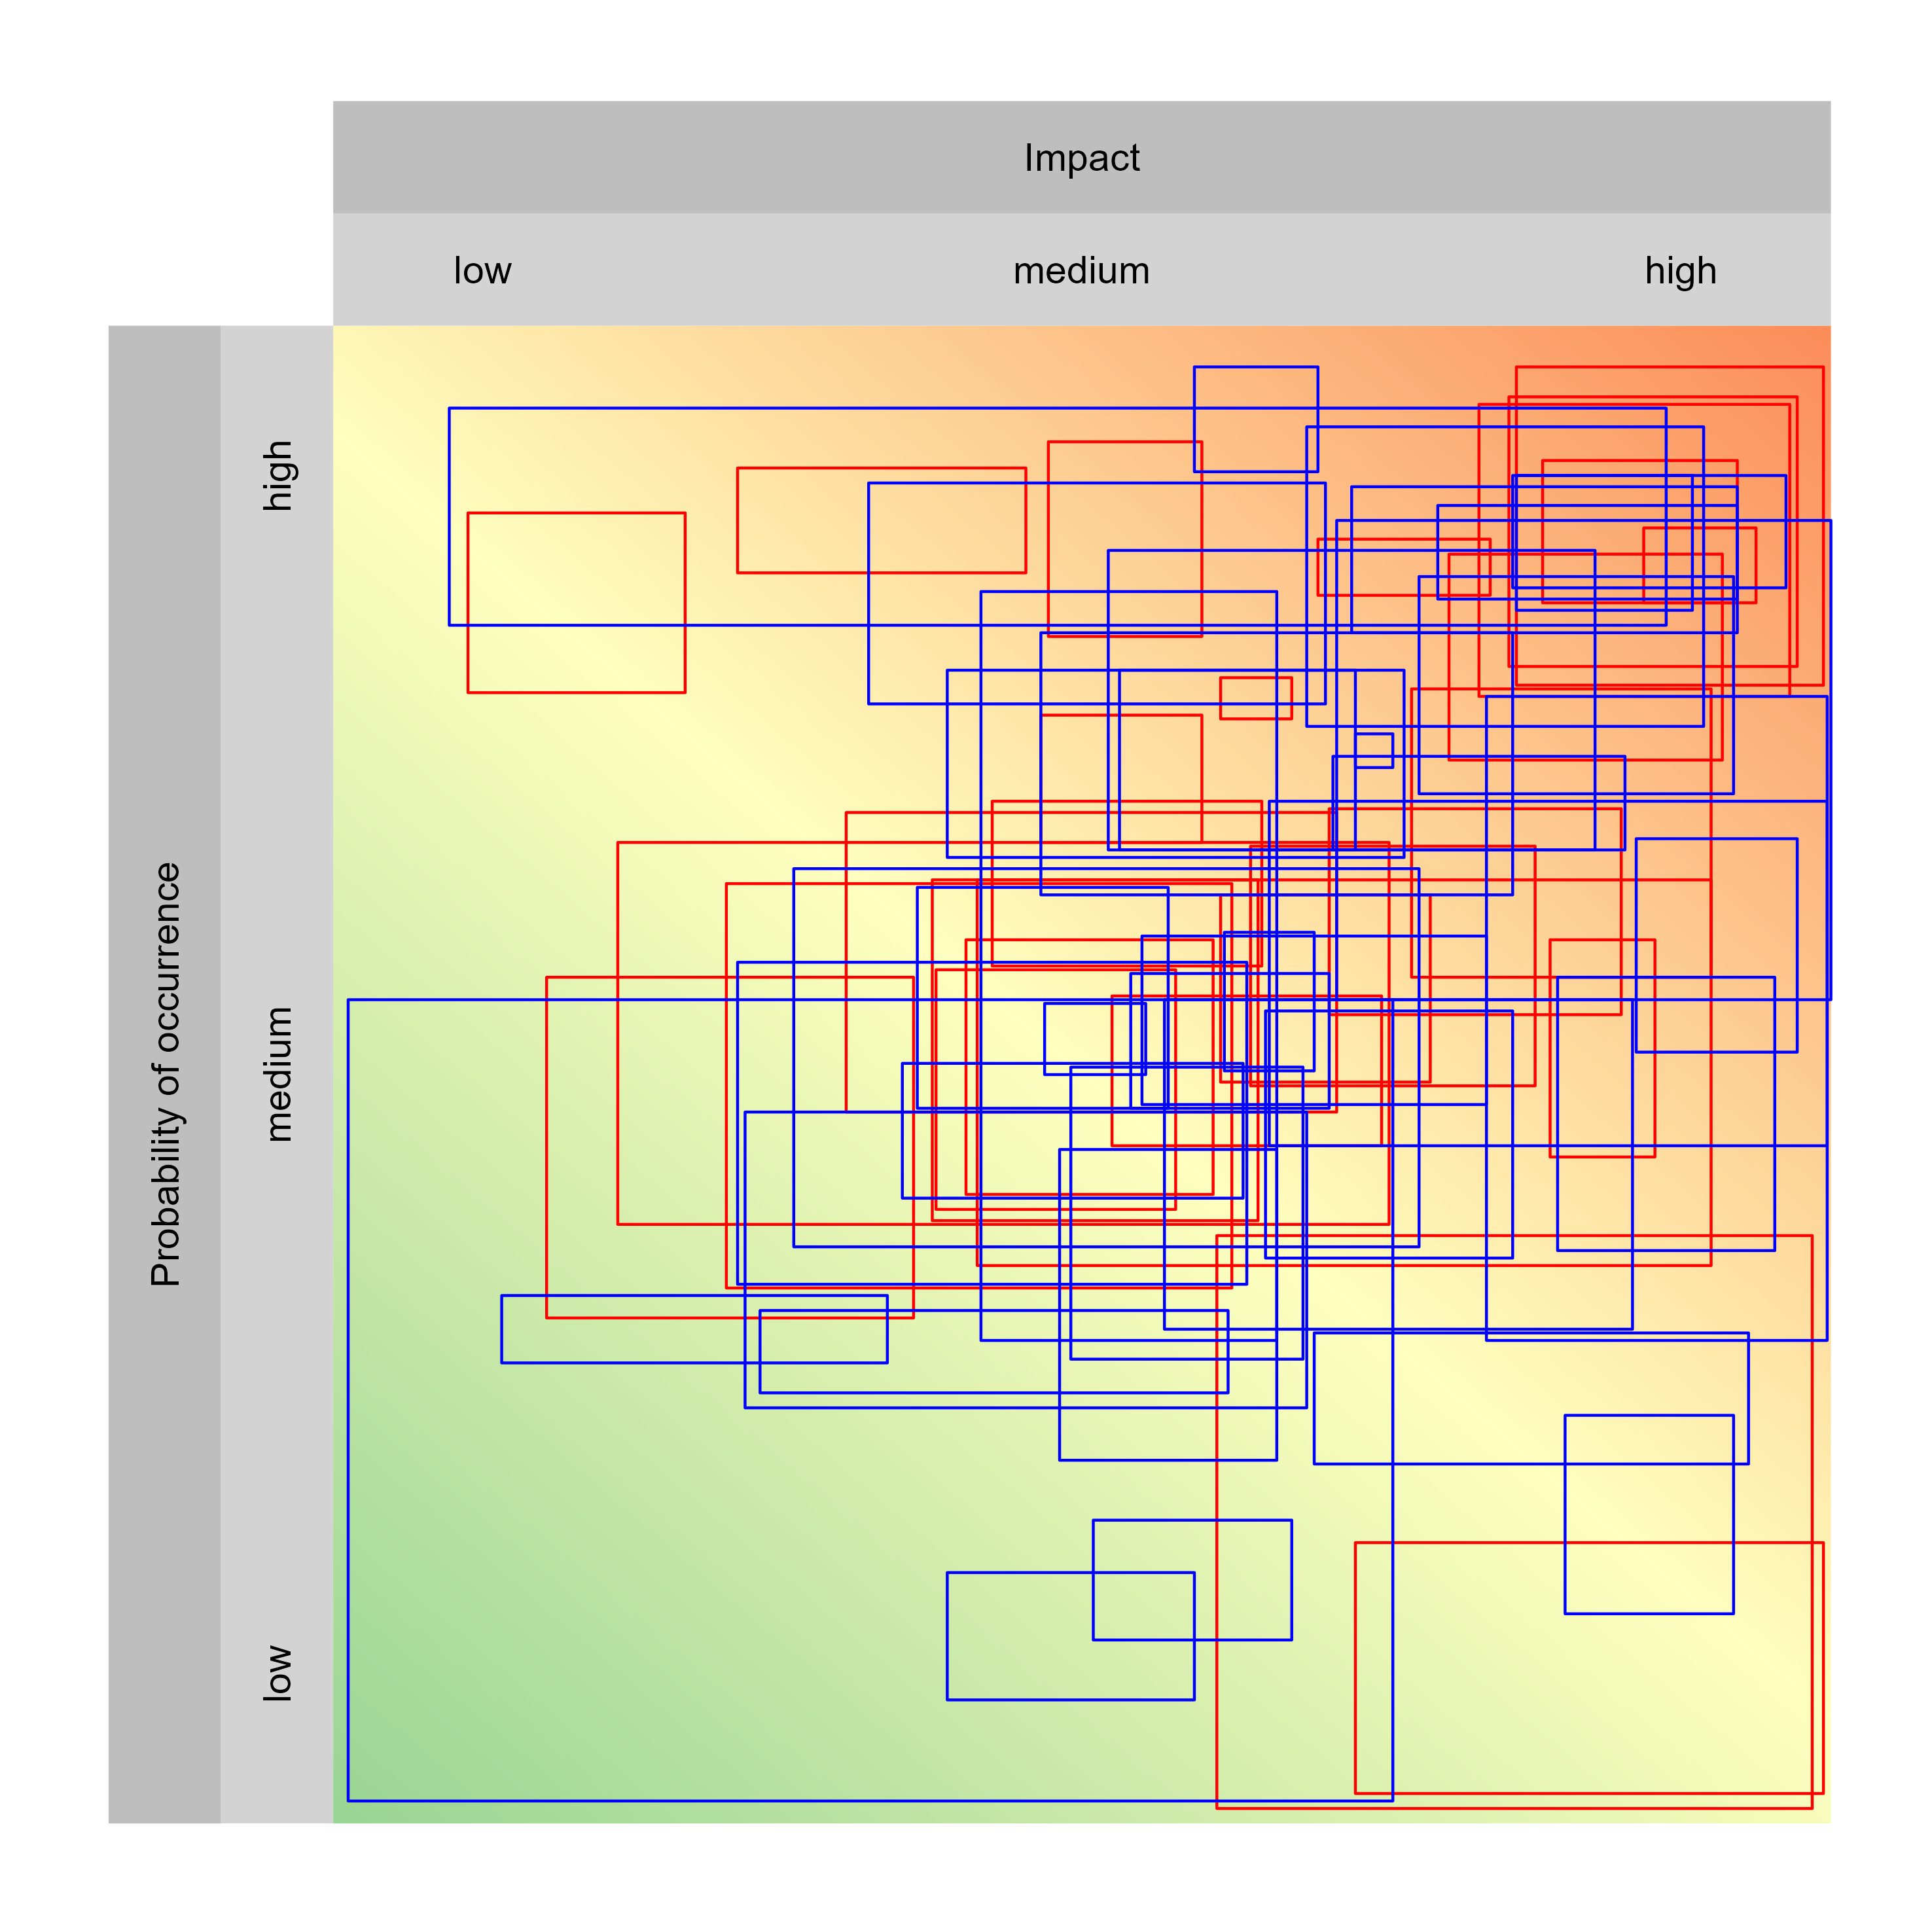 Impact
low
medium
high
Probability of occurrence
high
medium
low